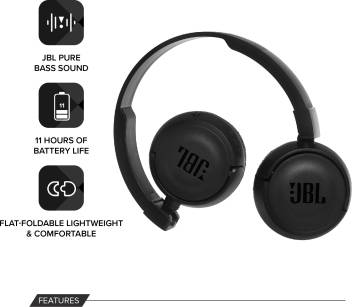 JBL PURE
BASS SOUND
11
11 HOURS OF
BATTERY LIFE
FLAT-FOLDABLE LIGHTWEIGHT
& COMFORTABLE
JBL
JBL
FEATURES